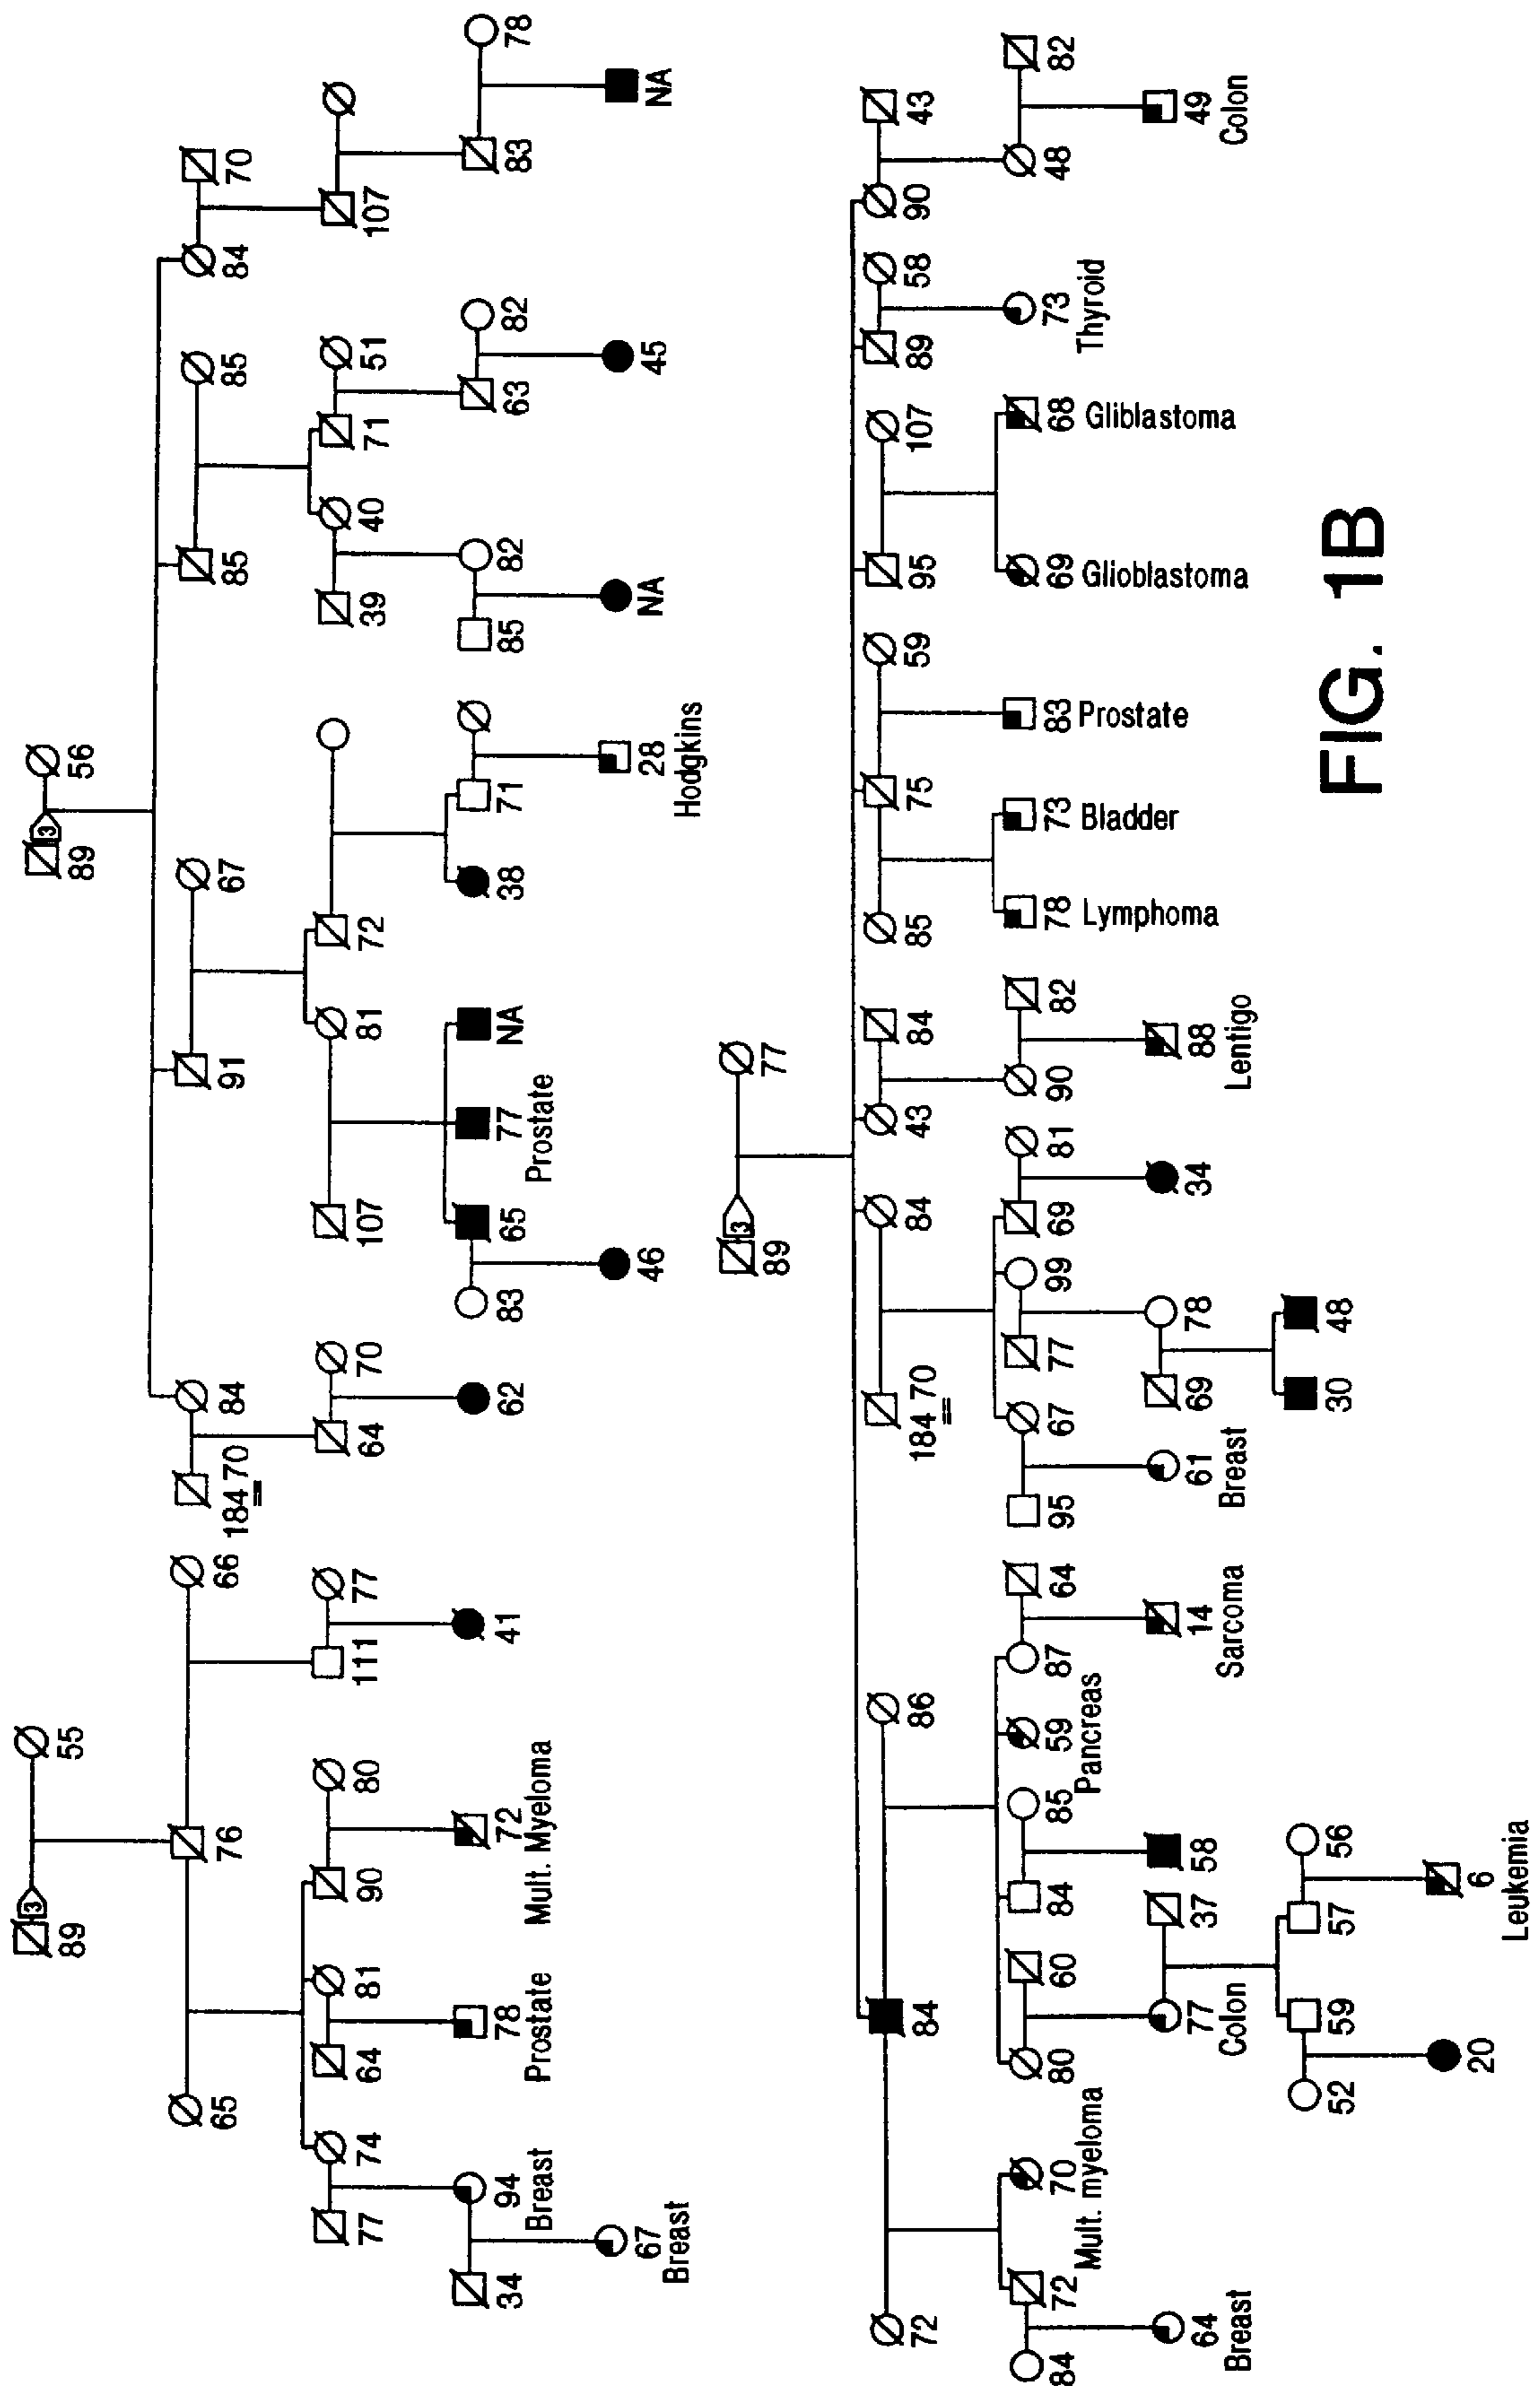 3 3
89 55 89 56
65 76 66 184 70 84 91 67 85 85 84 70
77 74 64 81 90 80 111 77 64 70 107 81 72 39 40 71 51 107
34 94 78 72 41 62 83 65 77 NA 38 71 85 82 63 82 83 78
Breast Prostate Mult. Myeloma Prostate
67 46 28 NA 45 NA
Breast Hodgkins
3
89 77
72 84 86 184 70 84 43 84 85 75 59 95 107 89 58 90 43
84 72 70 80 60 84 85 59 87 64 95 67 77 99 69 81 90 82 78 73 83 69 68 73 48 82
Mult. myeloma Pancreas Lymphoma Bladder Prostate Glioblastoma Gliblastoma Thyroid
64 77 37 58 14 61 69 78 34 88 49
Breast Colon Sarcoma Breast Lentigo Colon
52 59 57 56 30 48
FIG. 1B
20 6
Leukemia